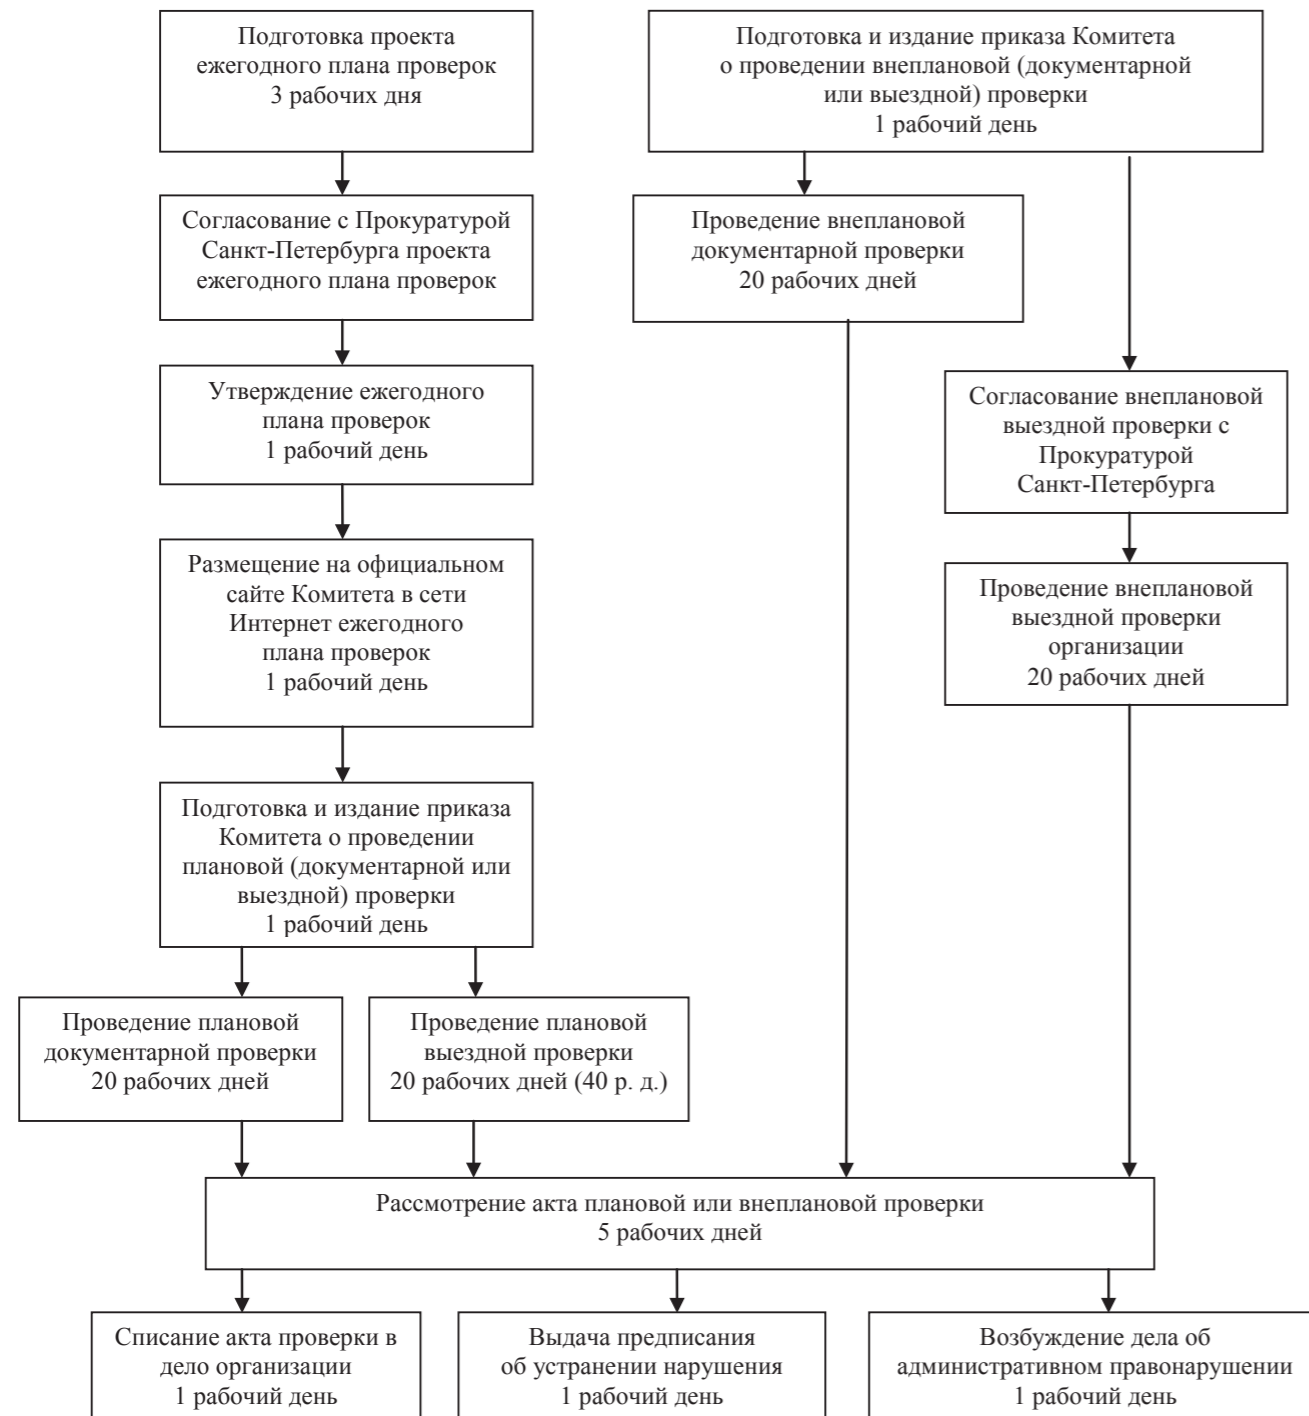 Подготовка проекта
ежегодного плана проверок
3 рабочих дня
Подготовка и издание приказа Комитета
о проведении внеплановой (документарной
или выездной) проверки
1 рабочий день
Согласование с Прокуратурой
Санкт-Петербурга проекта
ежегодного плана проверок
Проведение внеплановой
документарной проверки
20 рабочих дней
Утверждение ежегодного
плана проверок
1 рабочий день
Согласование внеплановой
выездной проверки с
Прокуратурой
Санкт-Петербурга
Размещение на официальном
сайте Комитета в сети
Интернет ежегодного
плана проверок
1 рабочий день
Проведение внеплановой
выездной проверки
организации
20 рабочих дней
Подготовка и издание приказа
Комитета о проведении
плановой (документарной или
выездной) проверки
1 рабочий день
Проведение плановой
документарной проверки
20 рабочих дней
Проведение плановой
выездной проверки
20 рабочих дней (40 р. д.)
Рассмотрение акта плановой или внеплановой проверки
5 рабочих дней
Списание акта проверки в
дело организации
1 рабочий день
Выдача предписания
об устранении нарушения
1 рабочий день
Возбуждение дела об
административном правонарушении
1 рабочий день